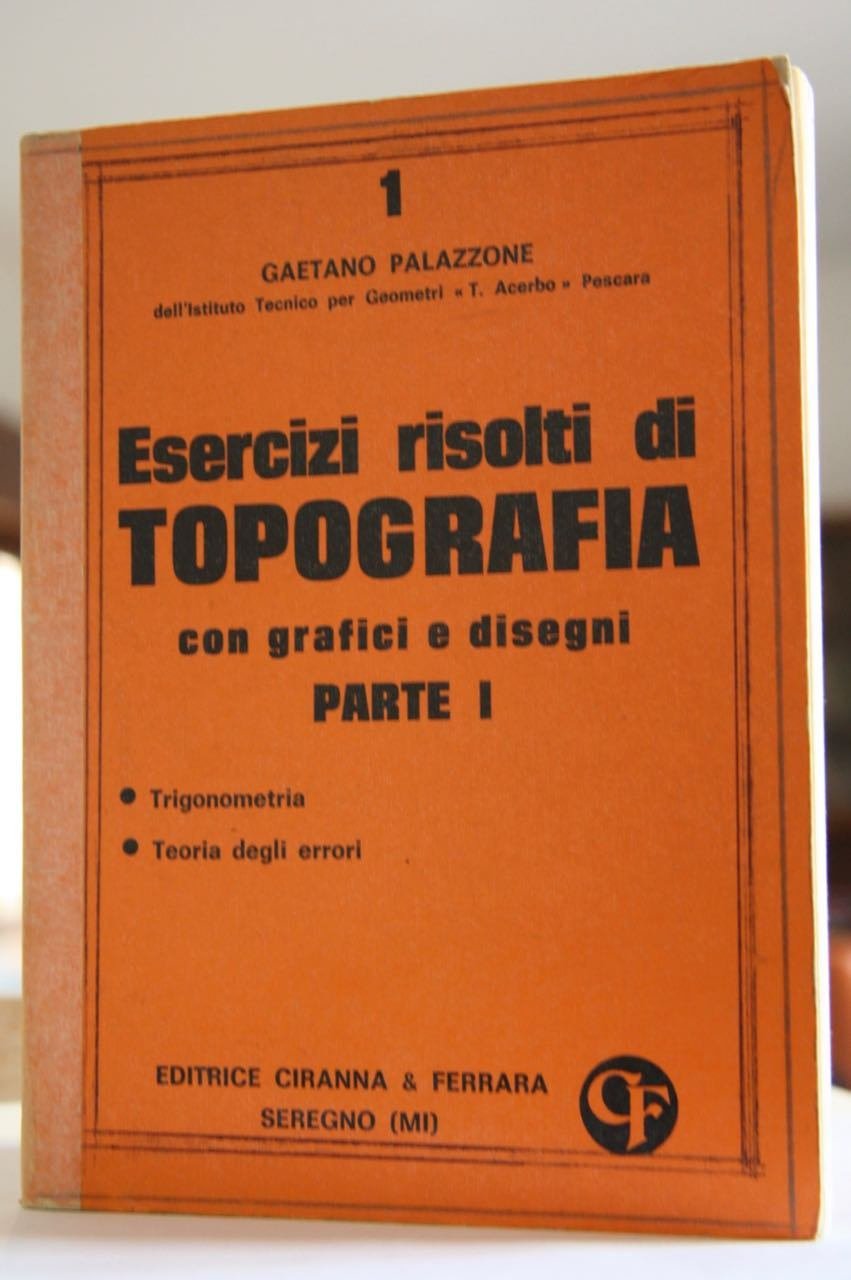 1
GAETANO PALAZZONE
dell'Istituto Tecnico per Geometri « T. Acerbo » Pescara
Esercizi risolti di
TOPOGRAFIA
con grafici e disegni
PARTE I
● Trigonometria
● Teoria degli errori
EDITRICE CIRANNA & FERRARA
SEREGNO (MI)
CF